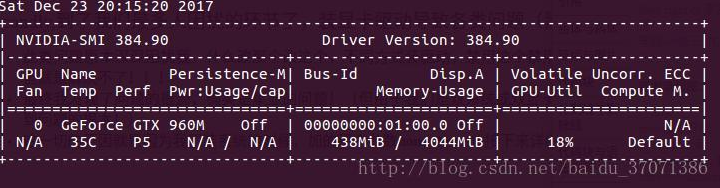 Sat Dec 23 20:15:20 2017
NVIDIA-SMI 384.90 Driver Version: 384.90
GPU Name Persistence-M| Bus-Id Disp.A | Volatile Uncorr. ECC
Fan Temp Perf Pwr:Usage/Cap| Memory-Usage | GPU-Util Compute M.
0 GeForce GTX 960M Off | 00000000:01:00.0 Off | N/A
N/A 35C P5 N/A / N/A | 438MiB / 4044MiB | 18% Default
http://blog.csdn.net/baidu_37071386